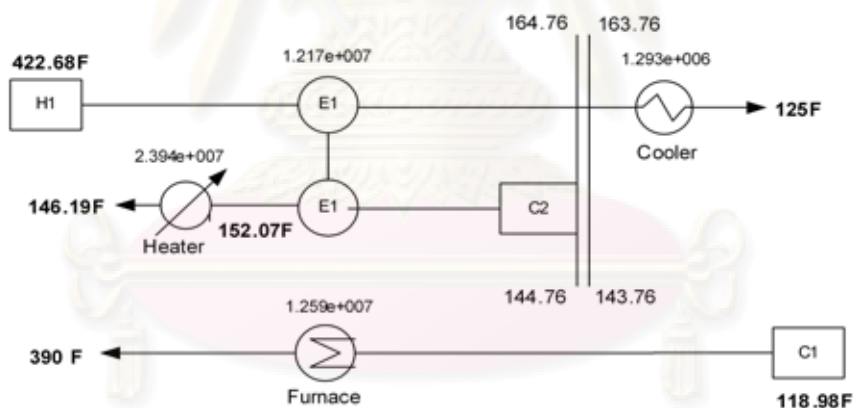 164.76 163.76
422.68F
1.217e+007
1.293e+006
H1
E1
125F
Cooler
2.394e+007
146.19F
E1
C2
152.07F
Heater
144.76 143.76
1.259e+007
390 F
C1
Furnace
118.98F